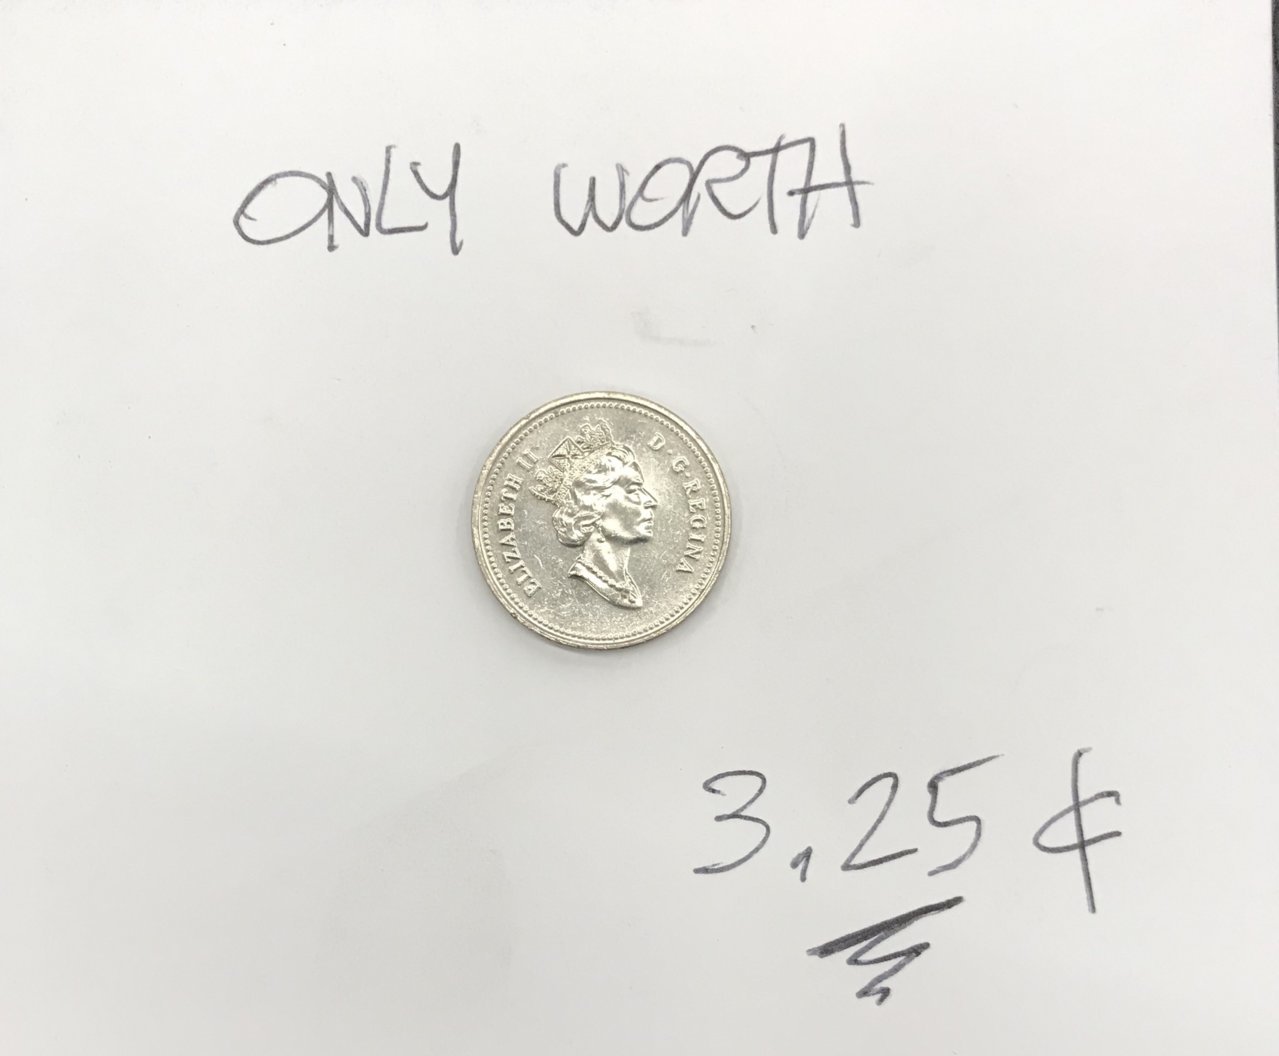 ONLY WORTH
ELIZABETH II D·G·REGINA
3,25 ¢